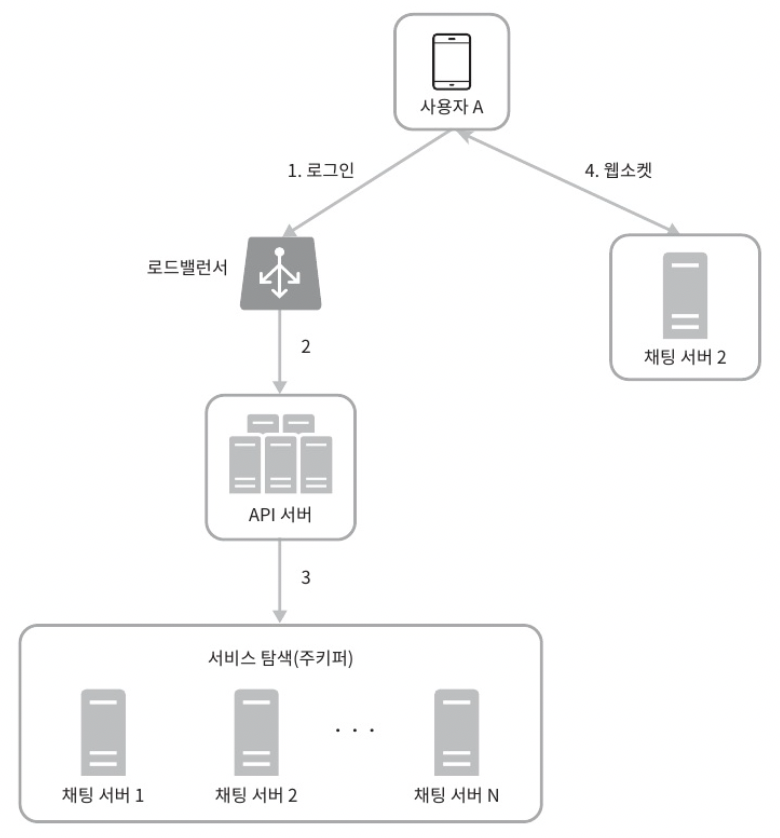 사용자 A
1. 로그인
4. 웹소켓
로드밸런서
2
채팅 서버 2
API 서버
3
서비스 탐색(주키퍼)
. . .
채팅 서버 1
채팅 서버 2
채팅 서버 N